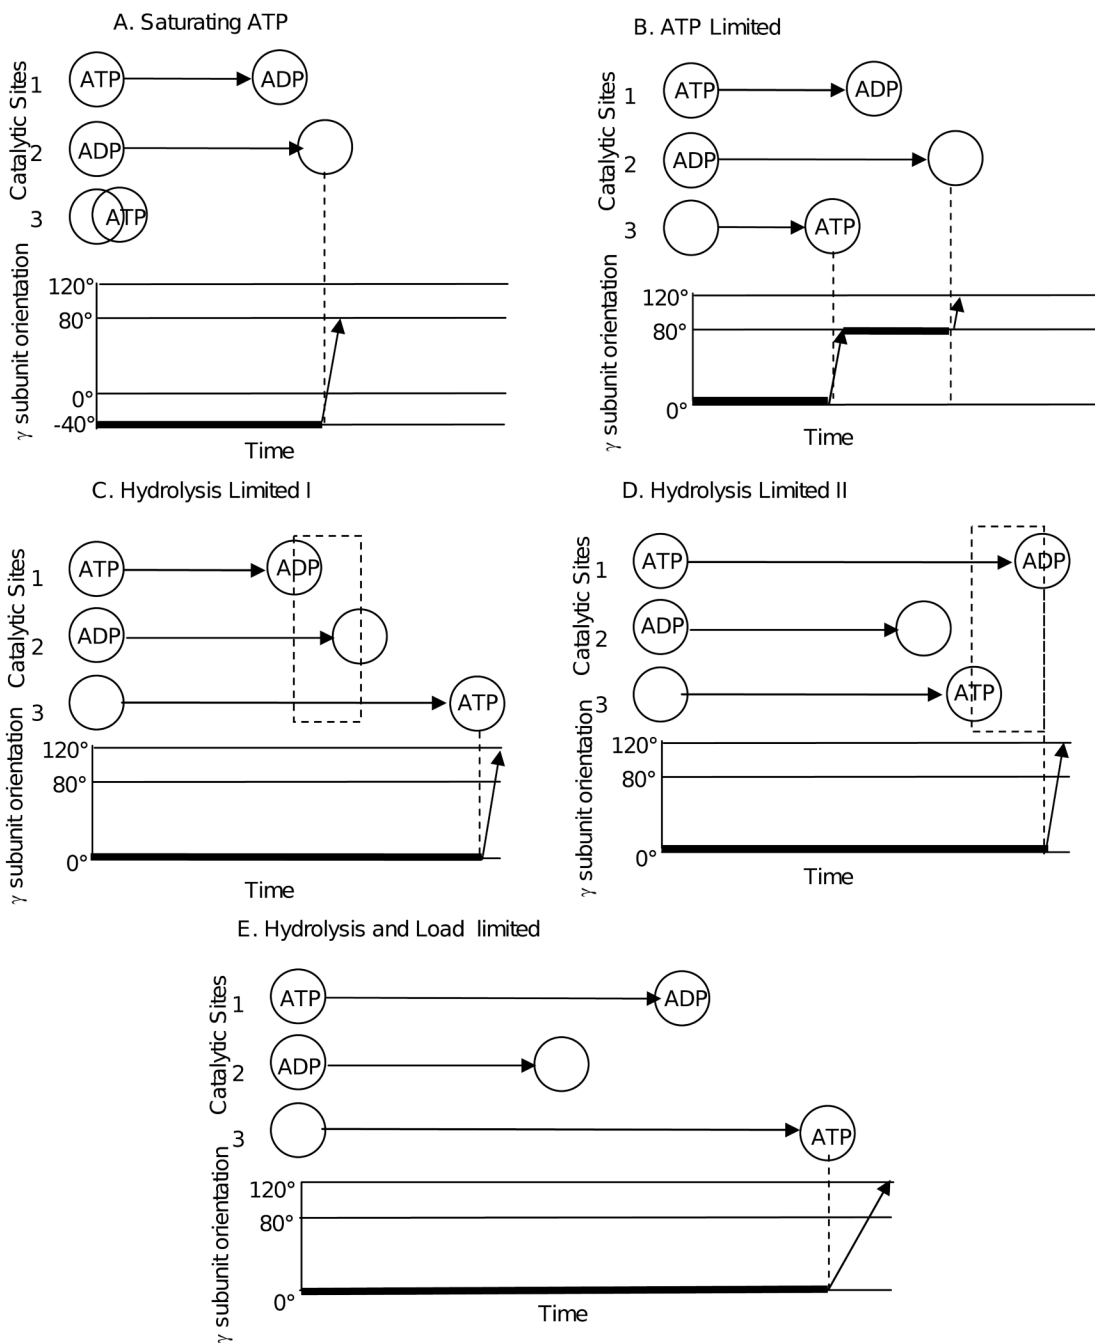 A. Saturating ATP
Catalytic Sites
1
ATP
ADP
2
ADP
3
ATP
γ subunit orientation
120°
80°
0°
-40°
Time
B. ATP Limited
Catalytic Sites
1
ATP
ADP
2
ADP
3
ATP
γ subunit orientation
120°
80°
0°
Time
C. Hydrolysis Limited I
Catalytic Sites
1
ATP
ADP
2
ADP
3
ATP
γ subunit orientation
120°
80°
0°
Time
D. Hydrolysis Limited II
Catalytic Sites
1
ATP
ADP
2
ADP
3
ATP
γ subunit orientation
120°
80°
0°
Time
E. Hydrolysis and Load limited
Catalytic Sites
1
ATP
ADP
2
ADP
3
ATP
γ subunit orientation
120°
80°
0°
Time